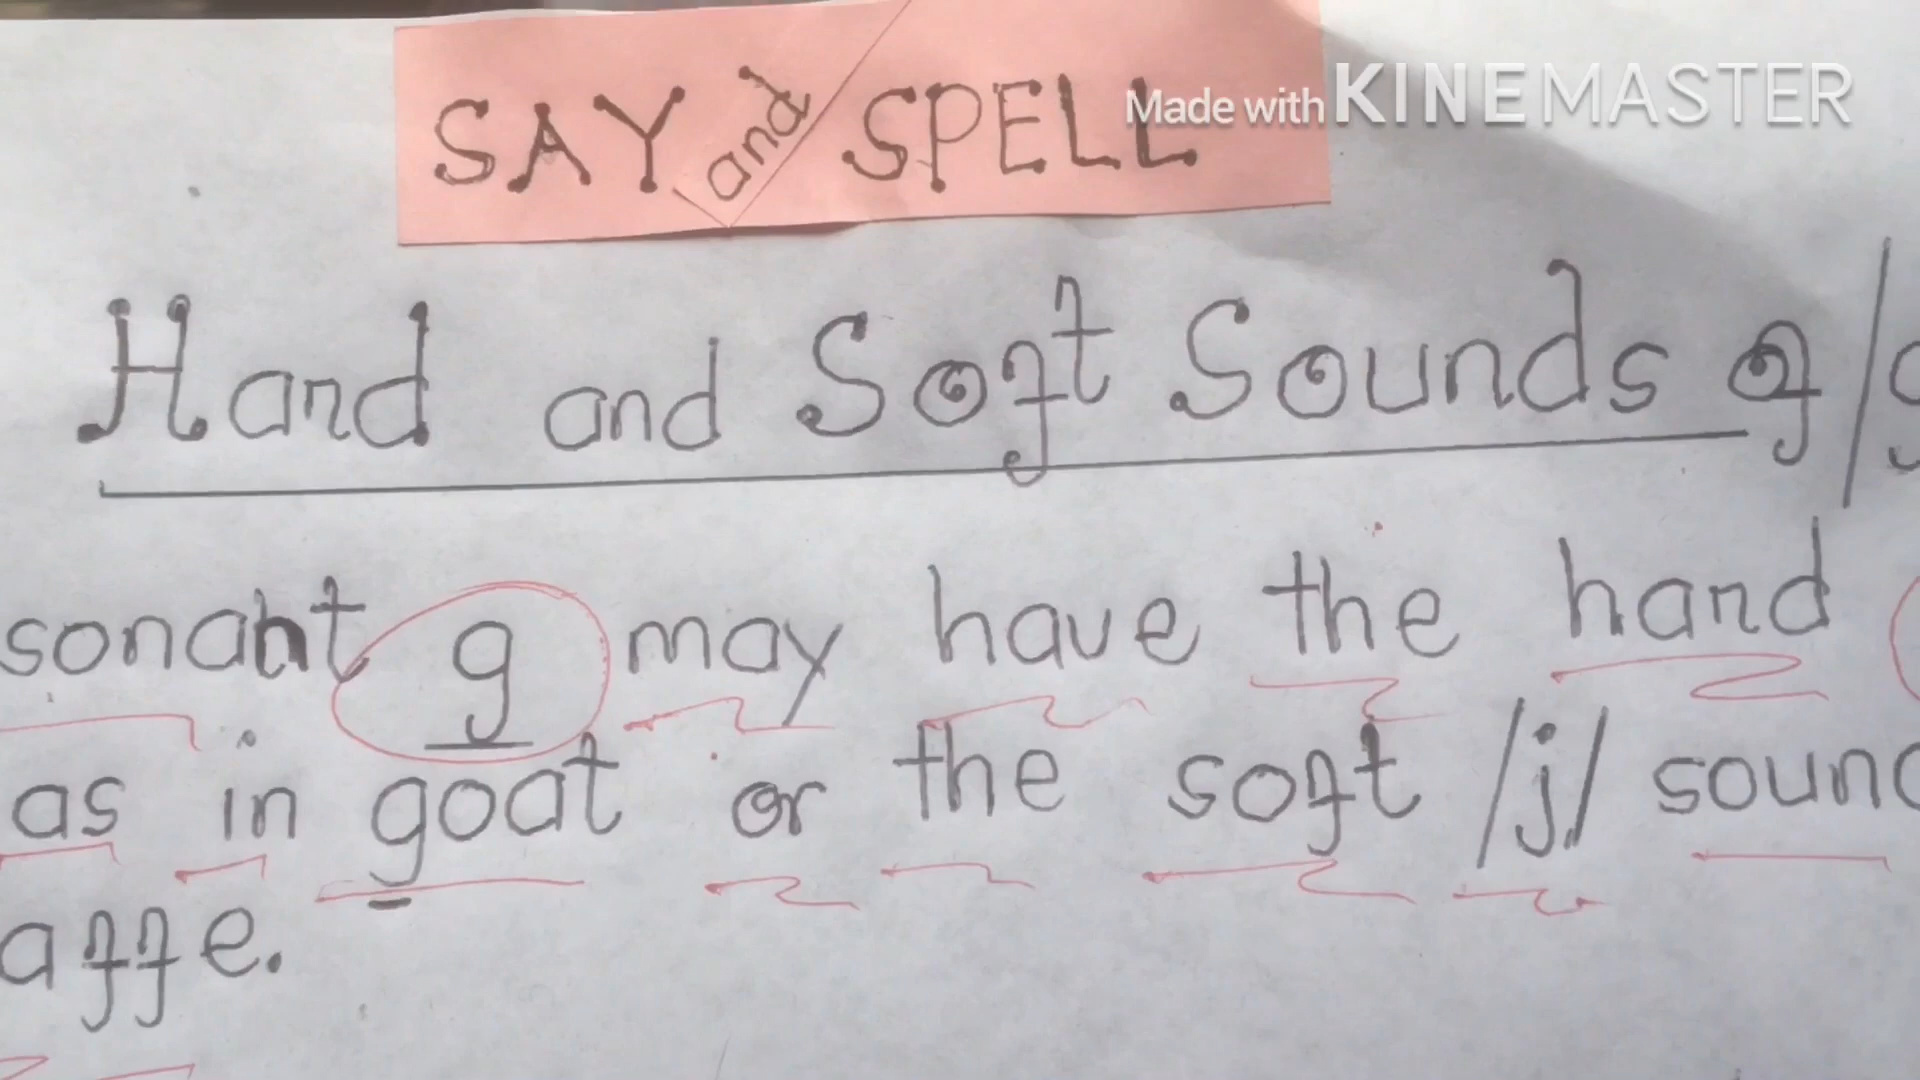 SAY and SPELL
Made with KINEMASTER
Hard and Soft Sounds of /g
sonant g may have the hard
as in goat or the soft /j/ sound
affe.